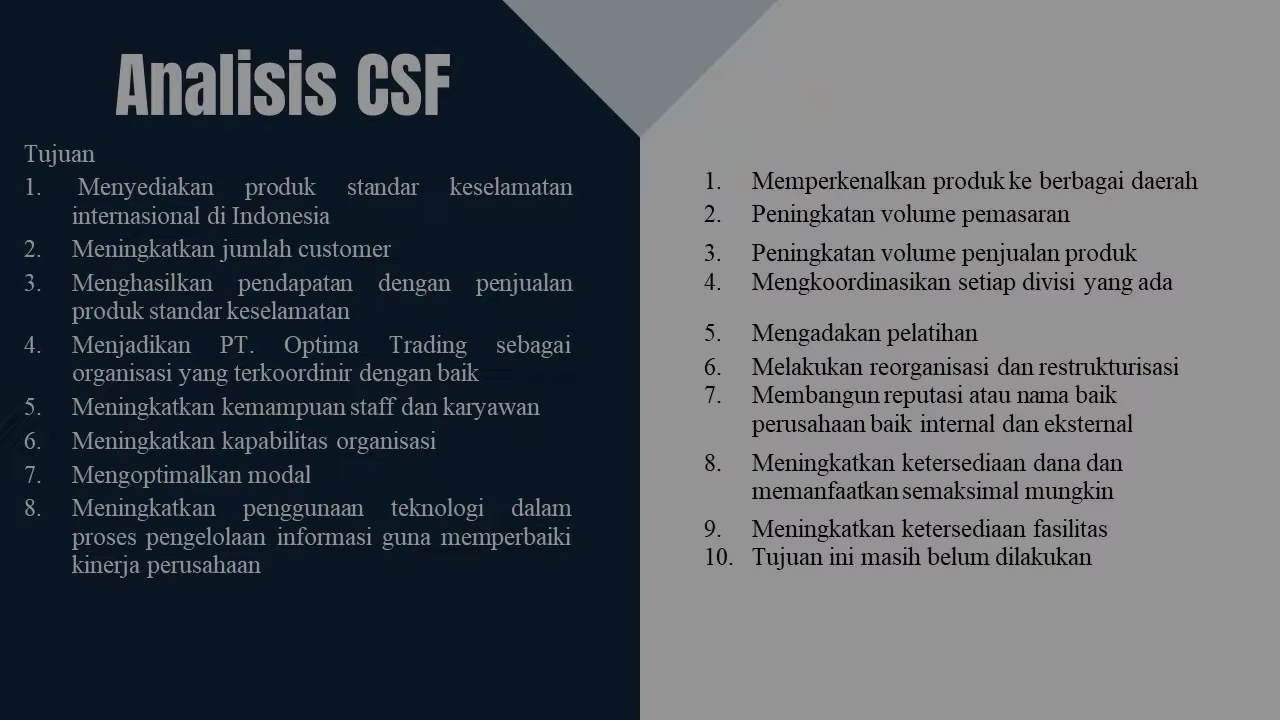 Analisis CSF
Tujuan
1. Menyediakan produk standar keselamatan
internasional di Indonesia
2. Meningkatkan jumlah customer
3. Menghasilkan pendapatan dengan penjualan
produk standar keselamatan
4. Menjadikan PT. Optima Trading sebagai
organisasi yang terkoordinir dengan baik
5. Meningkatkan kemampuan staff dan karyawan
6. Meningkatkan kapabilitas organisasi
7. Mengoptimalkan modal
8. Meningkatkan penggunaan teknologi dalam
proses pengelolaan informasi guna memperbaiki
kinerja perusahaan
1. Memperkenalkan produk ke berbagai daerah
2. Peningkatan volume pemasaran
3. Peningkatan volume penjualan produk
4. Mengkoordinasikan setiap divisi yang ada
5. Mengadakan pelatihan
6. Melakukan reorganisasi dan restrukturisasi
7. Membangun reputasi atau nama baik
perusahaan baik internal dan eksternal
8. Meningkatkan ketersediaan dana dan
memanfaatkan semaksimal mungkin
9. Meningkatkan ketersediaan fasilitas
10. Tujuan ini masih belum dilakukan